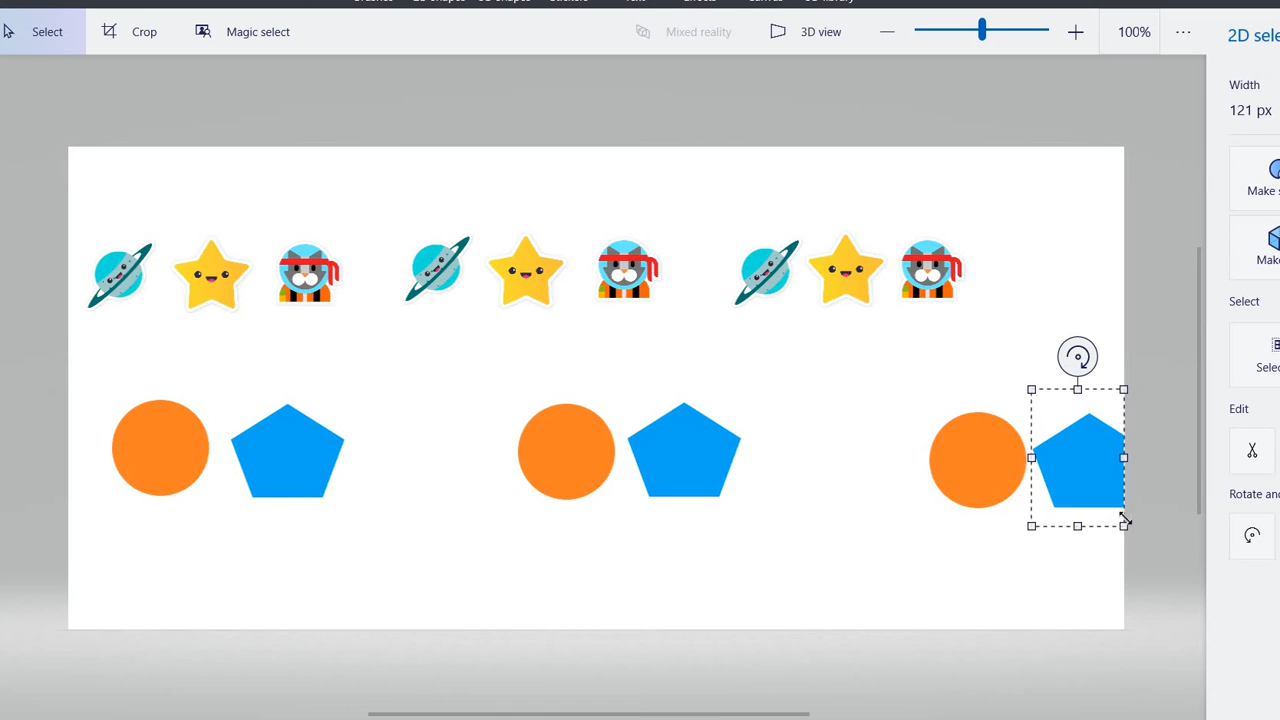 Select
Crop
Magic select
Mixed reality
3D view
100%
2D sele
Width
121 px
Make s
Make
Select
Selec
Edit
Rotate and